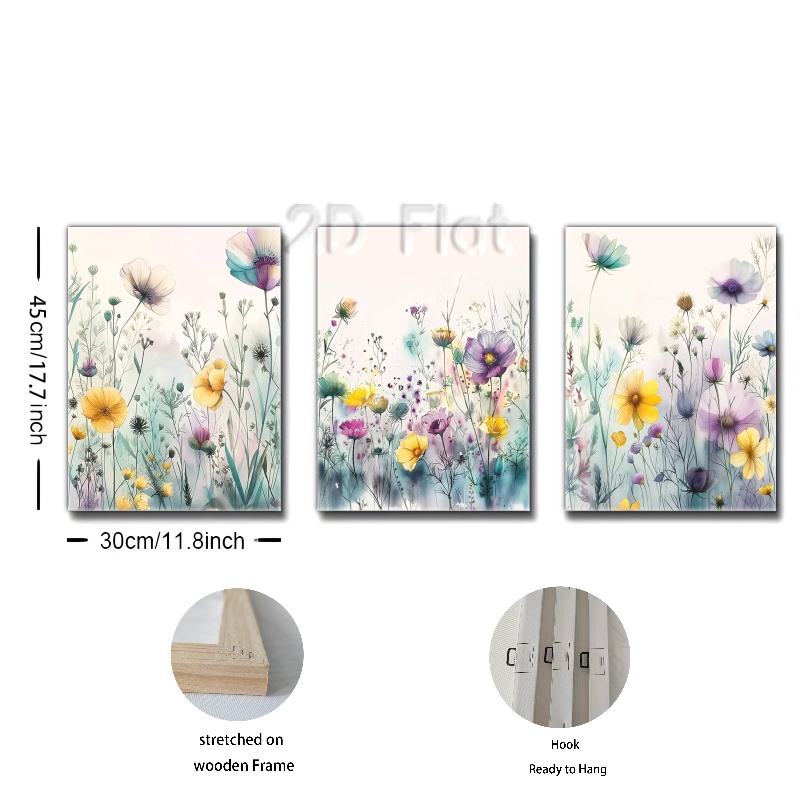 2D Flat
45cm/17.7inch
30cm/11.8inch
stretched on
wooden Frame
Hook
Ready to Hang